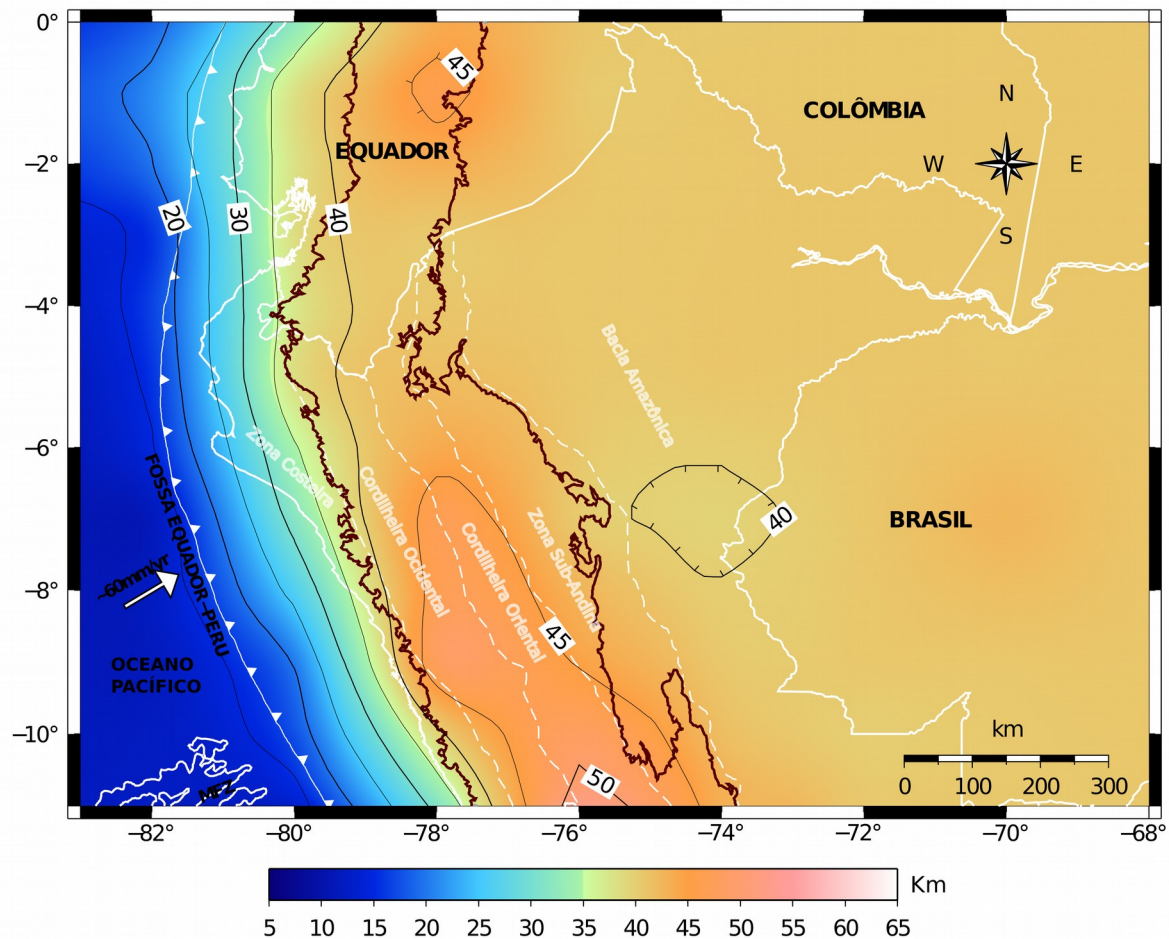 0°
−2°
−4°
−6°
−8°
−10°
45
COLÔMBIA
N
W
E
S
EQUADOR
20
30
40
Bacia Amazônica
Zona Costeira
Cordilheira Ocidental
Cordilheira Oriental
Zona Sub-Andina
40
BRASIL
FOSSA EQUADOR–PERU
~60mm/yr
45
OCEANO
PACÍFICO
MFZ
50
km
0 100 200 300
−82° −80° −78° −76° −74° −72° −70° −68°
Km
5 10 15 20 25 30 35 40 45 50 55 60 65